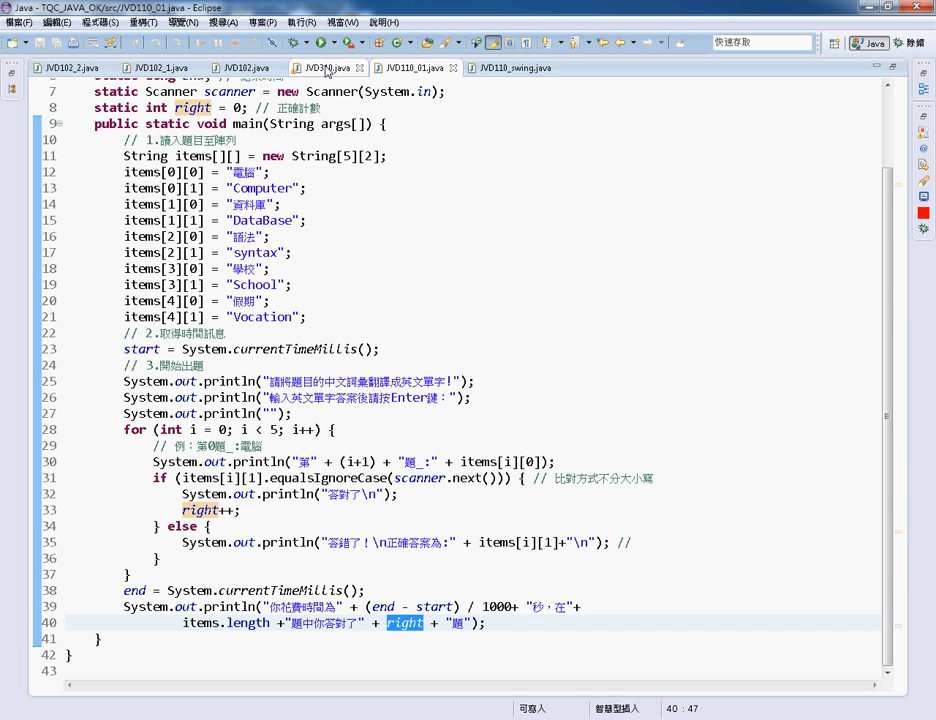 Java - TQC_JAVA_OK/src/JVD110_01.java - Eclipse
檔案(F) 編輯(E) 程式碼(S) 重構(T) 導覽(N) 搜尋(A) 專案(P) 執行(R) 視窗(W) 說明(H)
快速存取 Java 除錯
JVD102_2.java JVD102_1.java JVD102.java JVD110.java JVD110_01.java JVD110_swing.java
7 static Scanner scanner = new Scanner(System.in);
8 static int right = 0; // 正確計數
9 public static void main(String args[]) {
10 // 1.讀入題目至陣列
11 String items[][] = new String[5][2];
12 items[0][0] = "電腦";
13 items[0][1] = "Computer";
14 items[1][0] = "資料庫";
15 items[1][1] = "DataBase";
16 items[2][0] = "語法";
17 items[2][1] = "syntax";
18 items[3][0] = "學校";
19 items[3][1] = "School";
20 items[4][0] = "假期";
21 items[4][1] = "Vocation";
22 // 2.取得時間訊息
23 start = System.currentTimeMillis();
24 // 3.開始出題
25 System.out.println("請將題目的中文詞彙翻譯成英文單字!");
26 System.out.println("輸入英文單字答案後請按Enter鍵：");
27 System.out.println("");
28 for (int i = 0; i < 5; i++) {
29 // 例：第0題_:電腦
30 System.out.println("第" + (i+1) + "題_:" + items[i][0]);
31 if (items[i][1].equalsIgnoreCase(scanner.next())) { // 比對方式不分大小寫
32 System.out.println("答對了\n");
33 right++;
34 } else {
35 System.out.println("答錯了！\n正確答案為:" + items[i][1]+"\n"); //
36 }
37 }
38 end = System.currentTimeMillis();
39 System.out.println("你花費時間為" + (end - start) / 1000+ "秒，在"+
40 items.length +"題中你答對了" + right + "題");
41 }
42 }
43
可寫入 智慧型插入 40 : 47